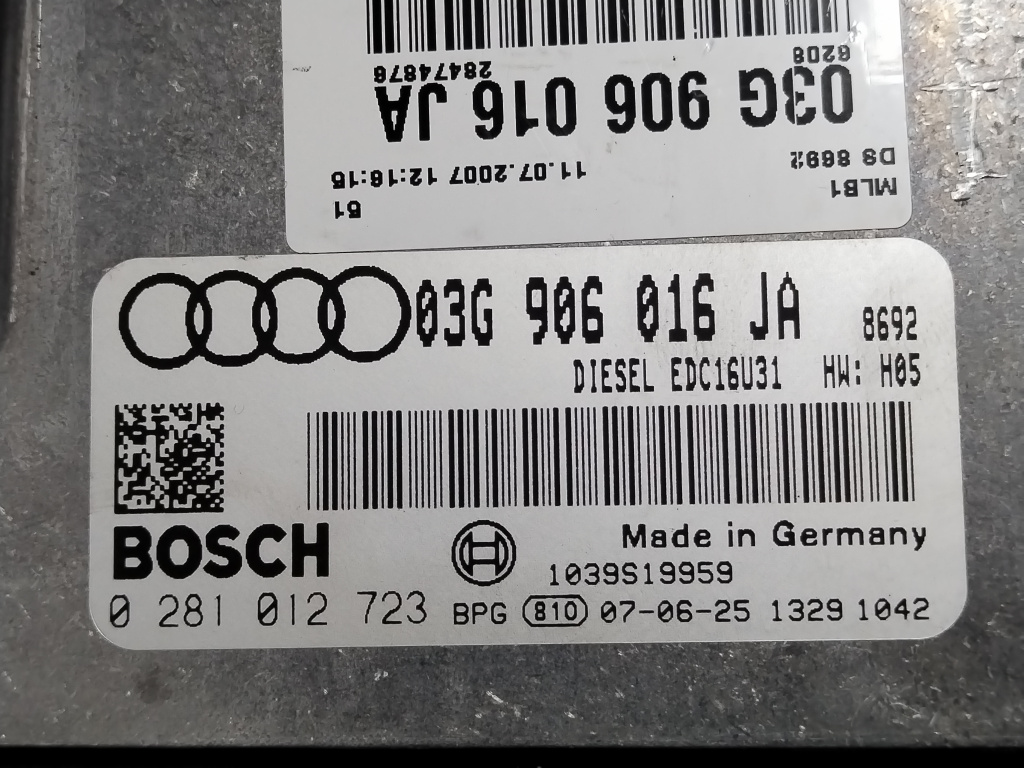 6208
28474876
03G 906 016 JA
DS 8692
11.07.2007 12:16:15
MLB1
51
03G 906 016 JA 8692
DIESEL EDC16U31 HW: H05
BOSCH
Made in Germany
1039S19959
0 281 012 723 BPG 810 07-06-25 1329 1042